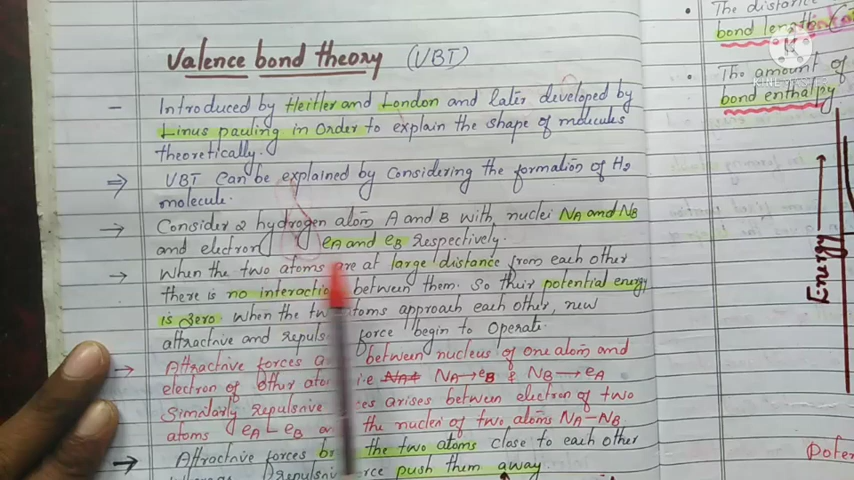 Valence bond theory (VBT)
- Introduced by Heitler and London and later developed by
Linus pauling in Order to explain the shape of molecules
theoretically.
⇒ VBT Can be explained by Considering the formation of H2
molecule.
→ Consider 2 hydrogen atom A and B with nuclei NA and NB
and electron eA and eB Respectively.
→ When the two atoms are at large distance from each other
there is no interaction between them. So their potential energy
is zero. When the two atoms approach each other, new
attractive and repulsive force begin to Operate.
→ Attractive forces between nucleus of one atom and
electron of other i.e NA→eB & NB→eA
Similarly repulsive arises between electron of two
atoms eA-eB the nuclei of two atoms NA-NB
→ Attractive forces the two atoms close to each other
push them away.
• The distance
bond length
• The amount of
bond enthalpy
Energy →
K